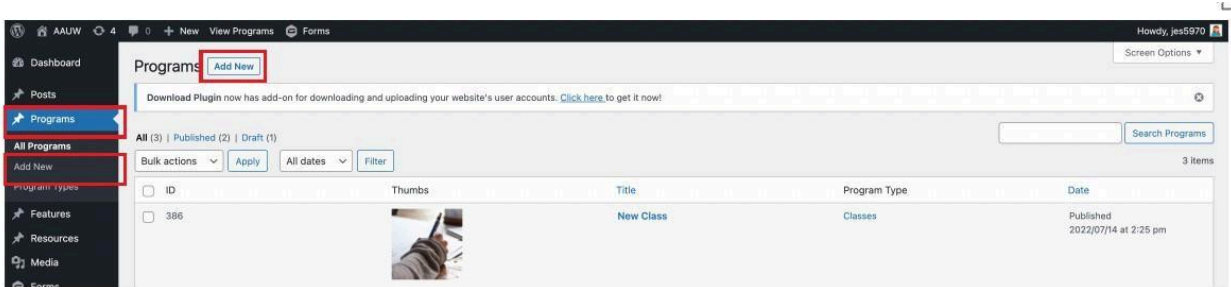 AAUW 4 0 + New View Programs Forms Howdy, jes5970
Screen Options ▼
Dashboard
Posts
Programs
All Programs
Add New
Program Types
Features
Resources
Media
Forms
Programs Add New
Download Plugin now has add-on for downloading and uploading your website's user accounts. Click here to get it now!
All (3) | Published (2) | Draft (1)
Search Programs
Bulk actions Apply All dates Filter 3 items
ID Thumbs Title Program Type Date
386 New Class Classes Published
2022/07/14 at 2:25 pm